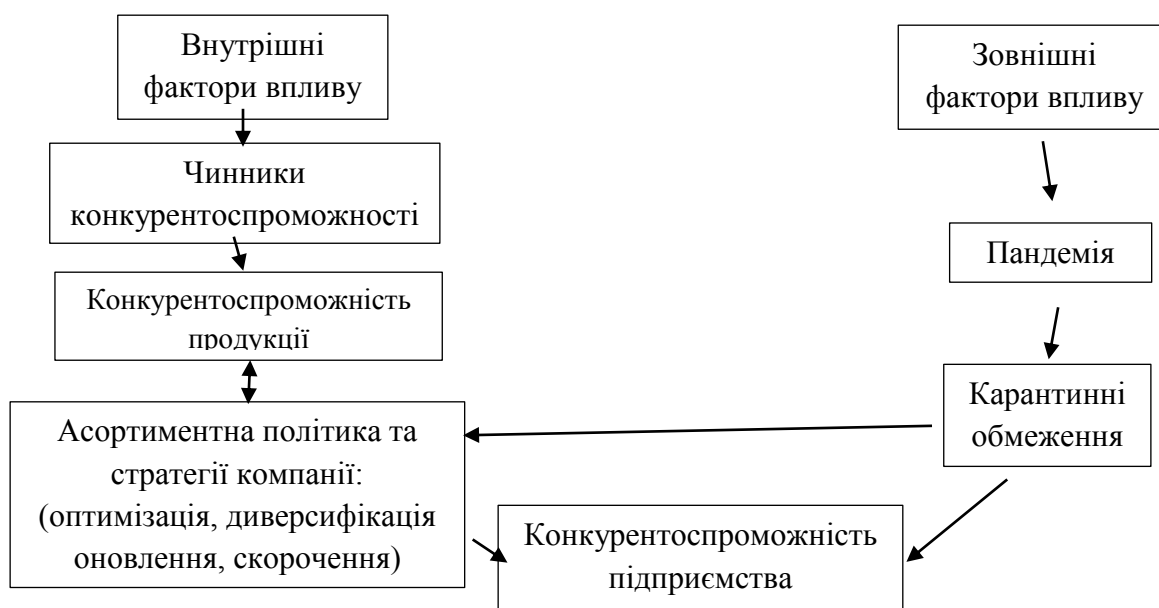 Внутрішні
фактори впливу
Чинники
конкурентоспроможності
Конкурентоспроможність
продукції
Асортиментна політика та
стратегії компанії:
(оптимізація, диверсифікація
оновлення, скорочення)
Зовнішні
фактори впливу
Пандемія
Карантинні
обмеження
Конкурентоспроможність
підприємства